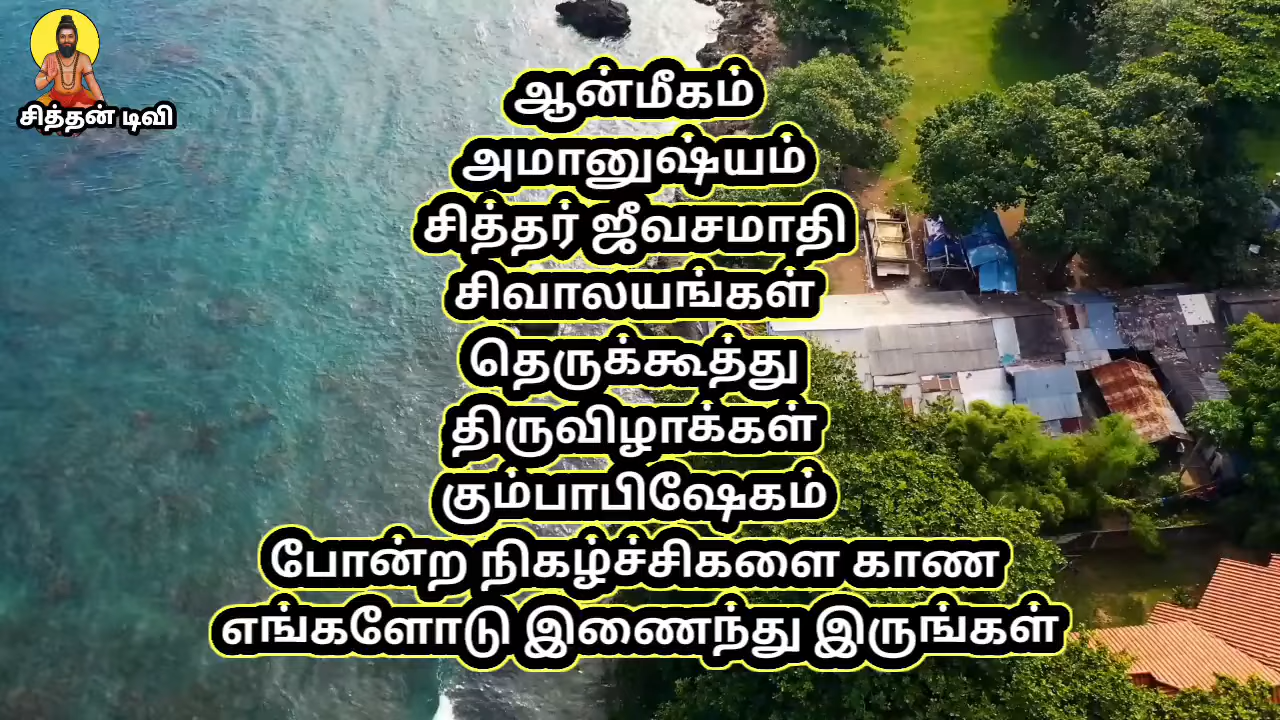 சித்தன் டிவி
ஆன்மீகம்
அமானுஷ்யம்
சித்தர் ஜீவசமாதி
சிவாலயங்கள்
தெருக்கூத்து
திருவிழாக்கள்
கும்பாபிஷேகம்
போன்ற நிகழ்ச்சிகளை காண
எங்களோடு இணைந்து இருங்கள்